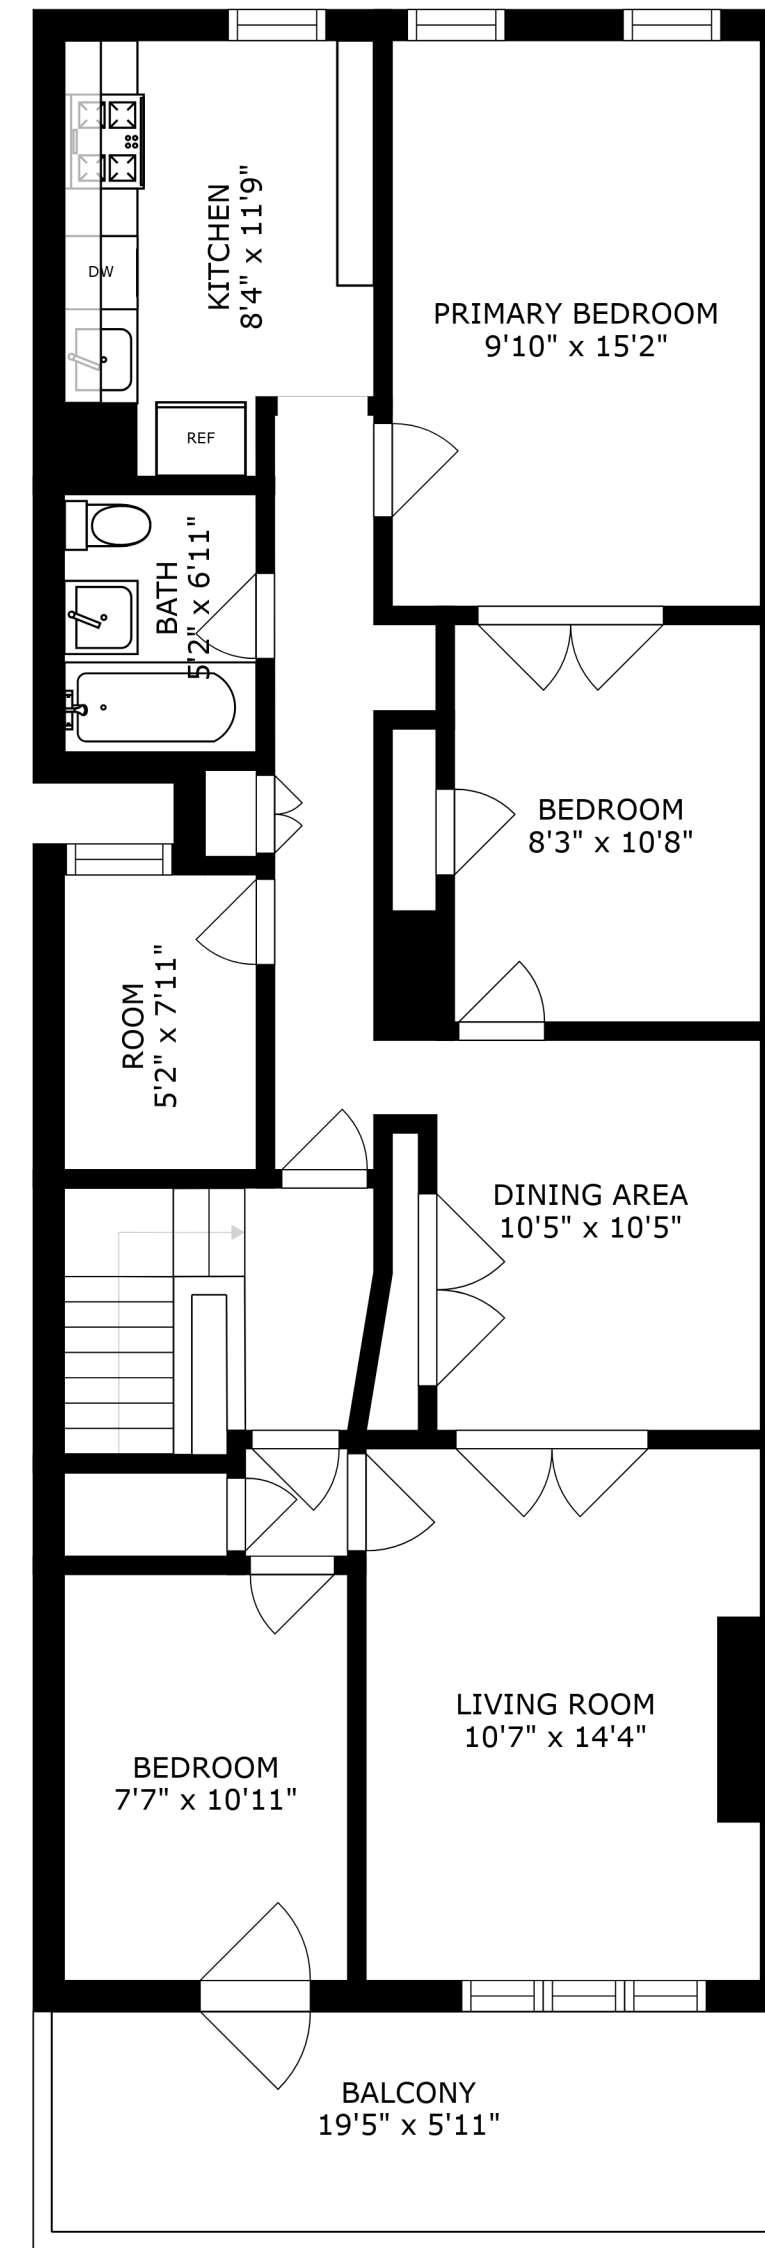 KITCHEN
8'4" x 11'9"
DW
REF
PRIMARY BEDROOM
9'10" x 15'2"
BATH
5'2" x 6'11"
BEDROOM
8'3" x 10'8"
ROOM
5'2" x 7'11"
DINING AREA
10'5" x 10'5"
LIVING ROOM
10'7" x 14'4"
BEDROOM
7'7" x 10'11"
BALCONY
19'5" x 5'11"